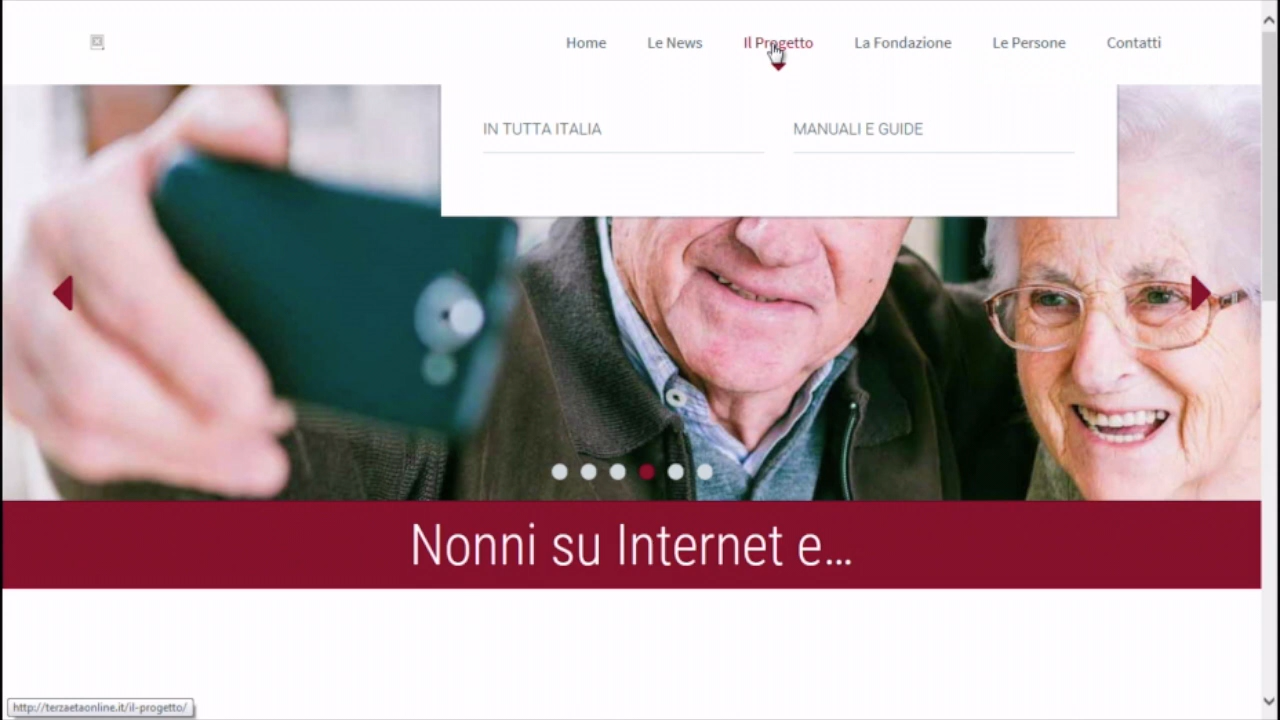 Home Le News Il Progetto La Fondazione Le Persone Contatti
IN TUTTA ITALIA MANUALI E GUIDE
Nonni su Internet e...
http://terzaetaonline.it/il-progetto/